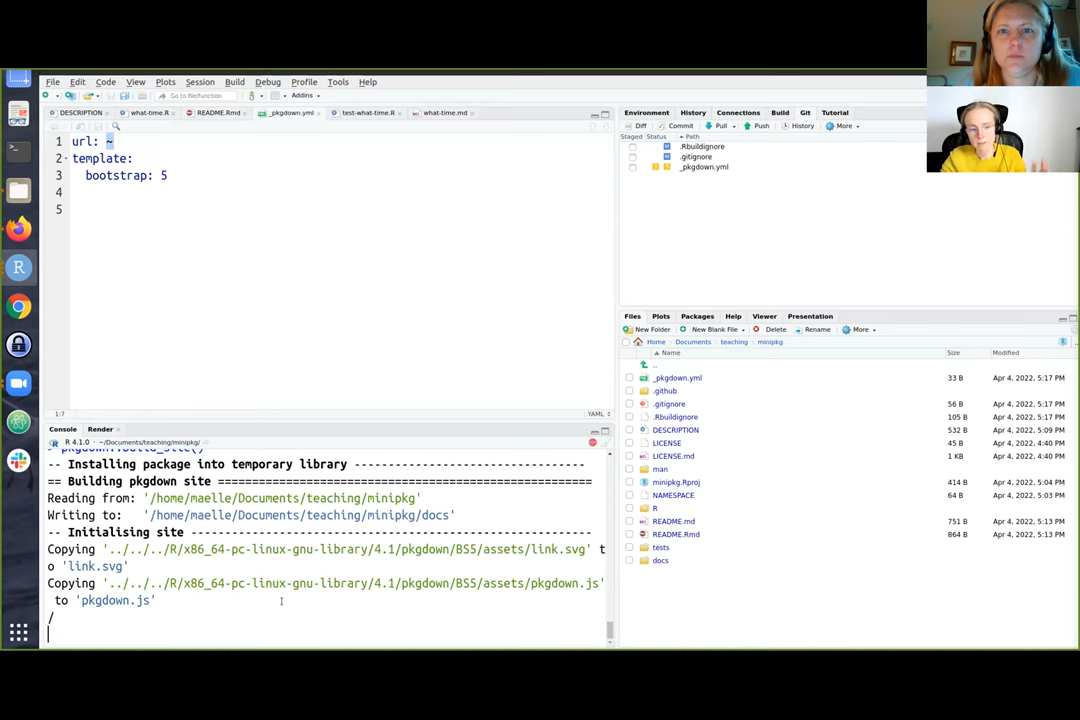 File Edit Code View Plots Session Build Debug Profile Tools Help
Go to file/function Addins
DESCRIPTION what-time.R README.Rmd _pkgdown.yml test-what-time.R what-time.md
1 url: ~
2 template:
3   bootstrap: 5
4
5
1:7 YAML
Console Render
R 4.1.0 · ~/Documents/teaching/minipkg/
-- Installing package into temporary library ---------------------------------
== Building pkgdown site =====================================================
Reading from: '/home/maelle/Documents/teaching/minipkg'
Writing to:   '/home/maelle/Documents/teaching/minipkg/docs'
-- Initialising site ---------------------------------------------------------
Copying '../../../R/x86_64-pc-linux-gnu-library/4.1/pkgdown/BS5/assets/link.svg' t
o 'link.svg'
Copying '../../../R/x86_64-pc-linux-gnu-library/4.1/pkgdown/BS5/assets/pkgdown.js'
 to 'pkgdown.js'
/
Environment History Connections Build Git Tutorial
Diff Commit Pull Push History More
Staged Status Path
M .Rbuildignore
M .gitignore
? ? _pkgdown.yml
Files Plots Packages Help Viewer Presentation
New Folder New Blank File Delete Rename More
Home Documents teaching minipkg
Name Size Modified
..
_pkgdown.yml 33 B Apr 4, 2022, 5:17 PM
.github
.gitignore 56 B Apr 4, 2022, 5:17 PM
.Rbuildignore 105 B Apr 4, 2022, 5:17 PM
DESCRIPTION 532 B Apr 4, 2022, 5:09 PM
LICENSE 45 B Apr 4, 2022, 4:40 PM
LICENSE.md 1 KB Apr 4, 2022, 4:40 PM
man
minipkg.Rproj 414 B Apr 4, 2022, 5:04 PM
NAMESPACE 64 B Apr 4, 2022, 5:03 PM
R
README.md 751 B Apr 4, 2022, 5:13 PM
README.Rmd 864 B Apr 4, 2022, 5:13 PM
tests
docs